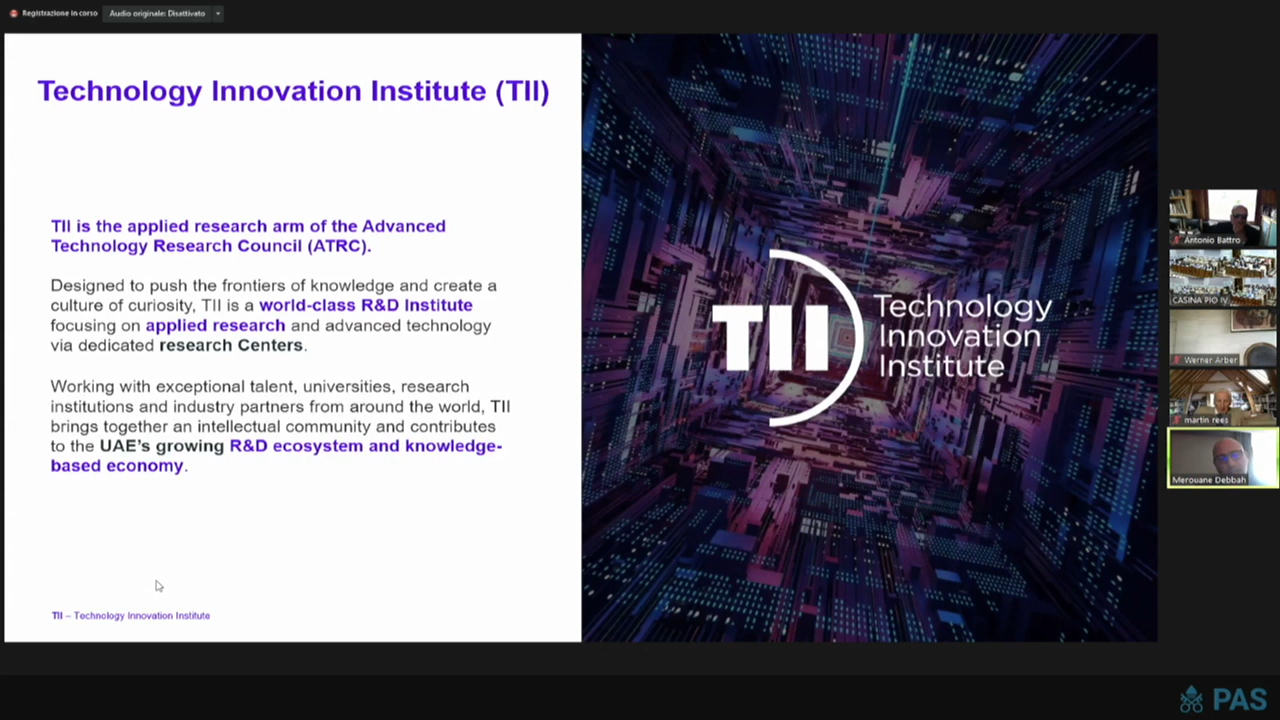 Registrazione in corso
Audio originale: Disattivato
Technology Innovation Institute (TII)
TII is the applied research arm of the Advanced
Technology Research Council (ATRC).
Designed to push the frontiers of knowledge and create a
culture of curiosity, TII is a world-class R&D Institute
focusing on applied research and advanced technology
via dedicated research Centers.
Working with exceptional talent, universities, research
institutions and industry partners from around the world, TII
brings together an intellectual community and contributes
to the UAE's growing R&D ecosystem and knowledge-
based economy.
TII – Technology Innovation Institute
TII
Technology
Innovation
Institute
Antonio Battro
CASINA PIO IV
Werner Arber
martin rees
Merouane Debbah
PAS